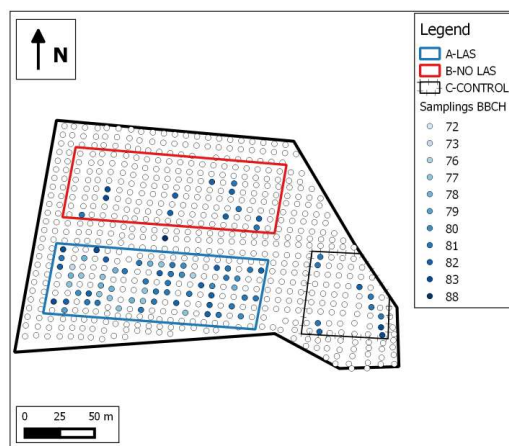 N
Legend
A-LAS
B-NO LAS
C-CONTROL
Samplings BBCH
72
73
76
77
78
79
80
81
82
83
88
0 25 50 m